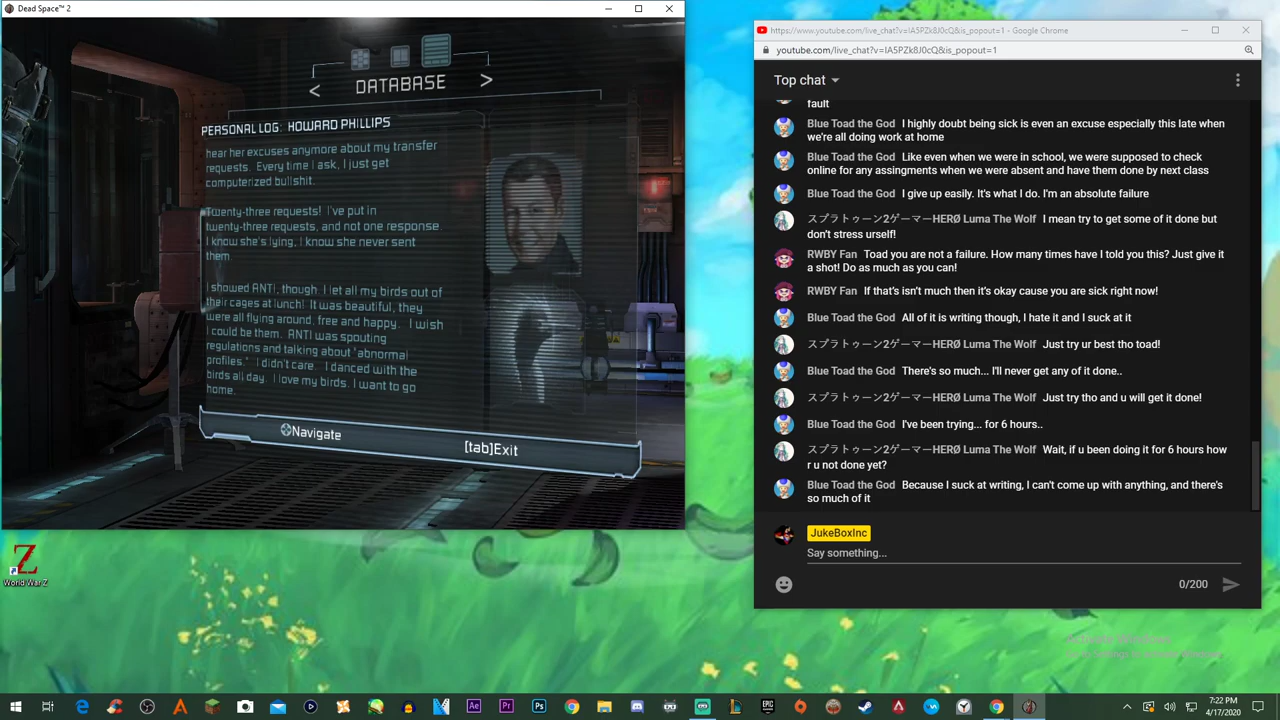 Dead Space™ 2
DATABASE
PERSONAL LOG: HOWARD PHILLIPS
hear her excuses anymore about my transfer
requests. Every time I ask, I just get
computerized bullshit.
Twenty-three requests! I've put in
twenty-three requests, and not one response.
I know she's lying. I know she never sent
them.
I showed ANTI, though. I let all my birds out of
their cages at lunch! It was beautiful, they
were all flying around, free and happy. I wish
I could be them. ANTI was spouting
regulations and talking about 'abnormal
profiles.' I didn't care. I danced with the
birds all day. I love my birds. I want to go
home.
Navigate
[tab]Exit
https://www.youtube.com/live_chat?v=IA5PZk8J0cQ&is_popout=1 - Google Chrome
youtube.com/live_chat?v=IA5PZk8J0cQ&is_popout=1
Top chat
fault
Blue Toad the God I highly doubt being sick is even an excuse especially this late when
we're all doing work at home
Blue Toad the God Like even when we were in school, we were supposed to check
online for any assingments when we were absent and have them done by next class
Blue Toad the God I give up easily. It's what I do. I'm an absolute failure
スプラトゥーン2ゲーマーHERØ Luma The Wolf I mean try to get some of it done but
don't stress urself!
RWBY Fan Toad you are not a failure. How many times have I told you this? Just give it
a shot! Do as much as you can!
RWBY Fan If that's isn't much then it's okay cause you are sick right now!
Blue Toad the God All of it is writing though, I hate it and I suck at it
スプラトゥーン2ゲーマーHERØ Luma The Wolf Just try ur best tho toad!
Blue Toad the God There's so much... I'll never get any of it done..
スプラトゥーン2ゲーマーHERØ Luma The Wolf Just try tho and u will get it done!
Blue Toad the God I've been trying... for 6 hours..
スプラトゥーン2ゲーマーHERØ Luma The Wolf Wait, if u been doing it for 6 hours how
r u not done yet?
Blue Toad the God Because I suck at writing, I can't come up with anything, and there's
so much of it
JukeBoxInc
Say something...
0/200
World War Z
7:22 PM
4/17/2020